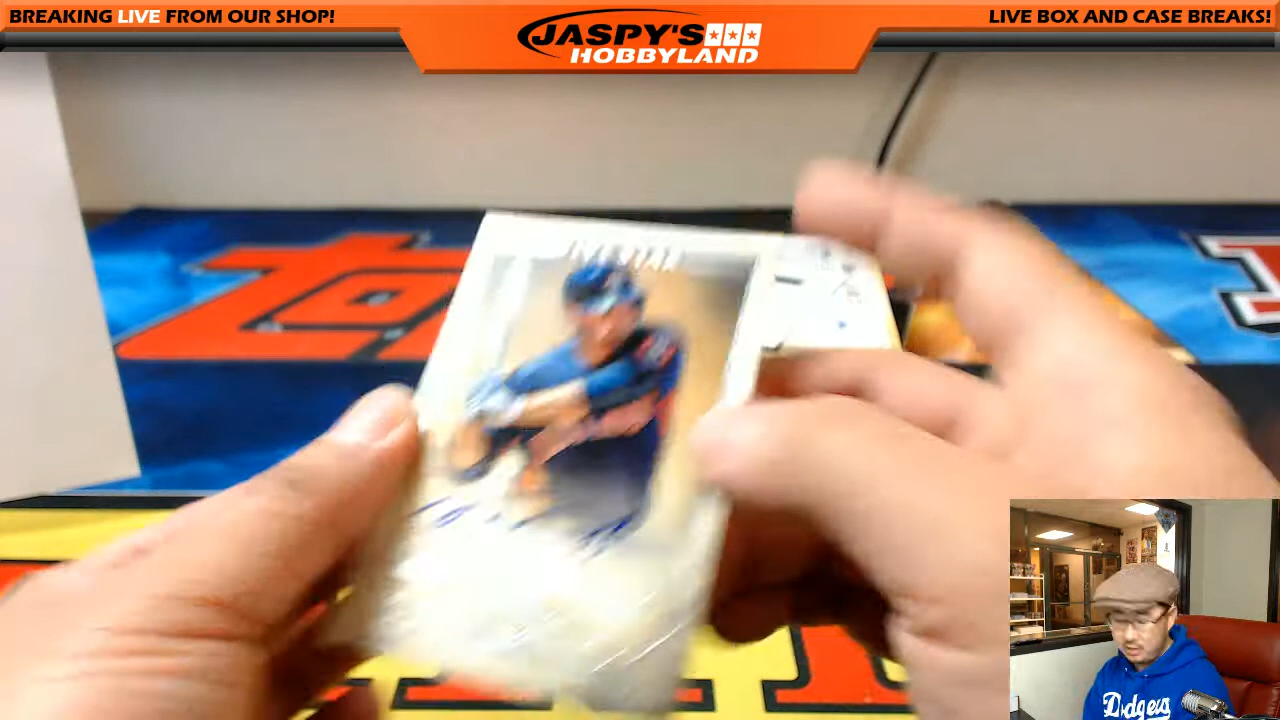 BREAKING LIVE FROM OUR SHOP!
JASPY'S
HOBBYLAND
LIVE BOX AND CASE BREAKS!
Dodgers